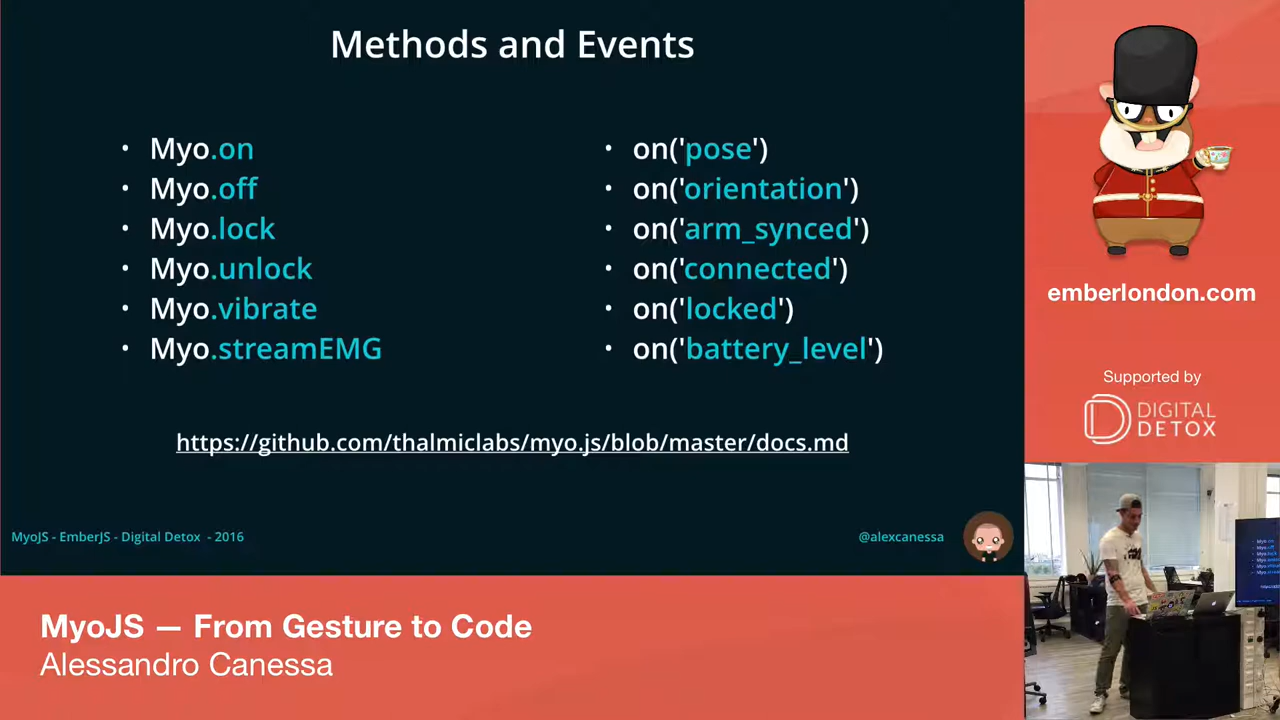 Methods and Events
• Myo.on
• Myo.off
• Myo.lock
• Myo.unlock
• Myo.vibrate
• Myo.streamEMG
• on('pose')
• on('orientation')
• on('arm_synced')
• on('connected')
• on('locked')
• on('battery_level')
https://github.com/thalmiclabs/myo.js/blob/master/docs.md
MyoJS - EmberJS - Digital Detox - 2016
@alexcanessa
emberlondon.com
Supported by
DIGITAL
DETOX
MyoJS — From Gesture to Code
Alessandro Canessa